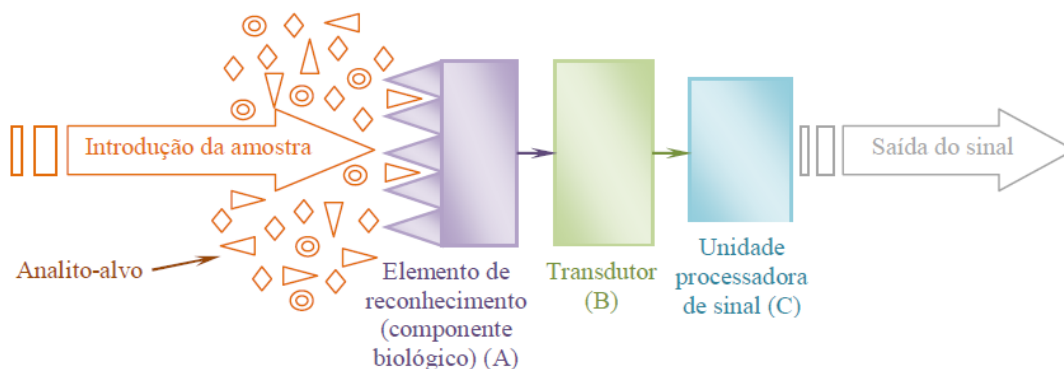 Introdução da amostra
Saída do sinal
Analito-alvo
Elemento de
reconhecimento
(componente
biológico) (A)
Transdutor
(B)
Unidade
processadora
de sinal (C)